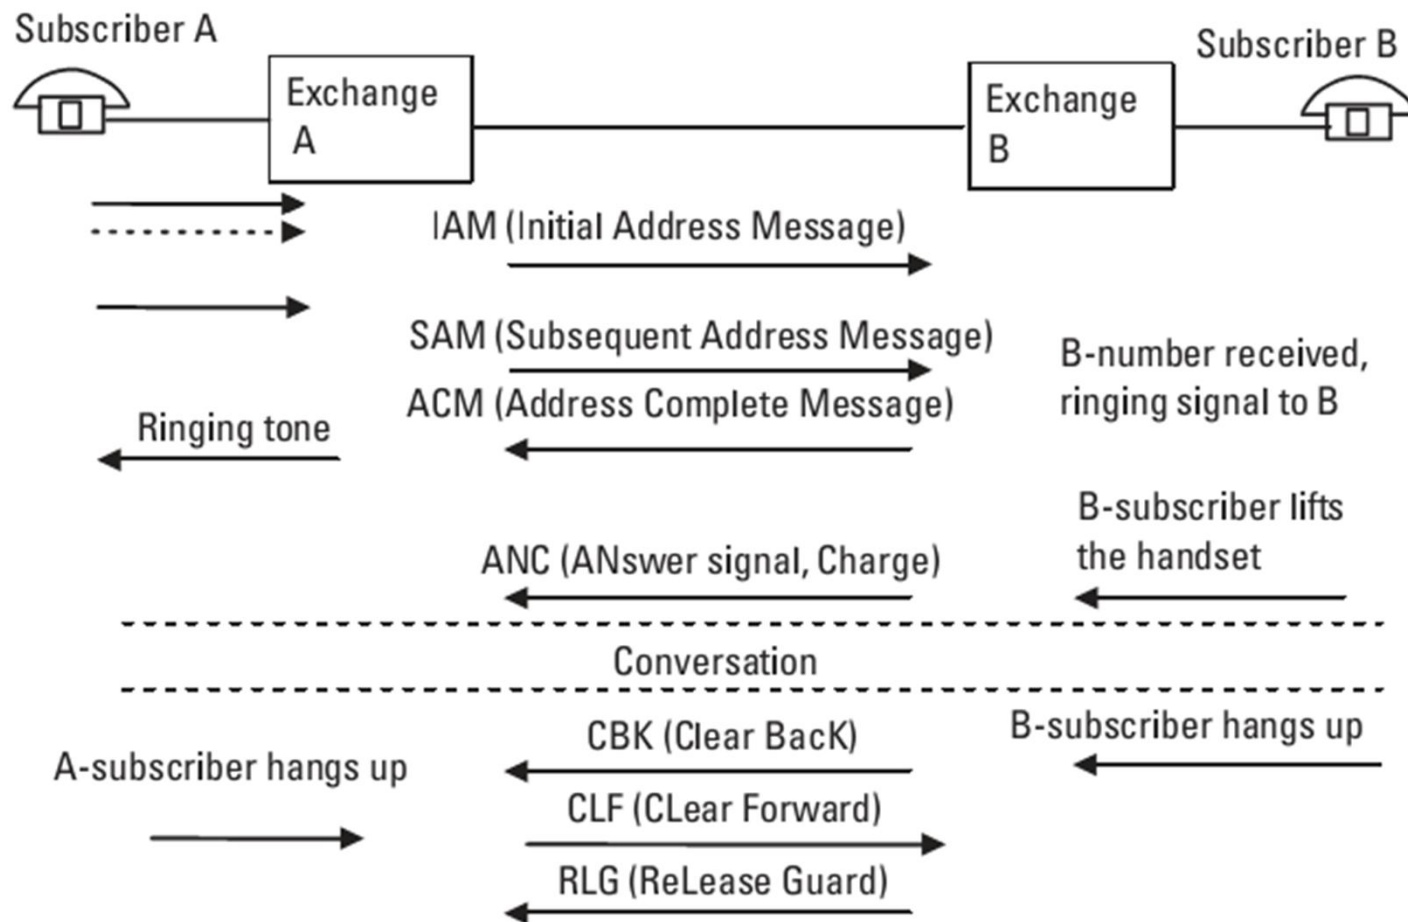 Subscriber A
Subscriber B
Exchange
A
Exchange
B
IAM (Initial Address Message)
SAM (Subsequent Address Message)
B-number received,
ringing signal to B
ACM (Address Complete Message)
Ringing tone
B-subscriber lifts
the handset
ANC (ANswer signal, Charge)
Conversation
CBK (Clear BacK)
B-subscriber hangs up
A-subscriber hangs up
CLF (CLear Forward)
RLG (ReLease Guard)